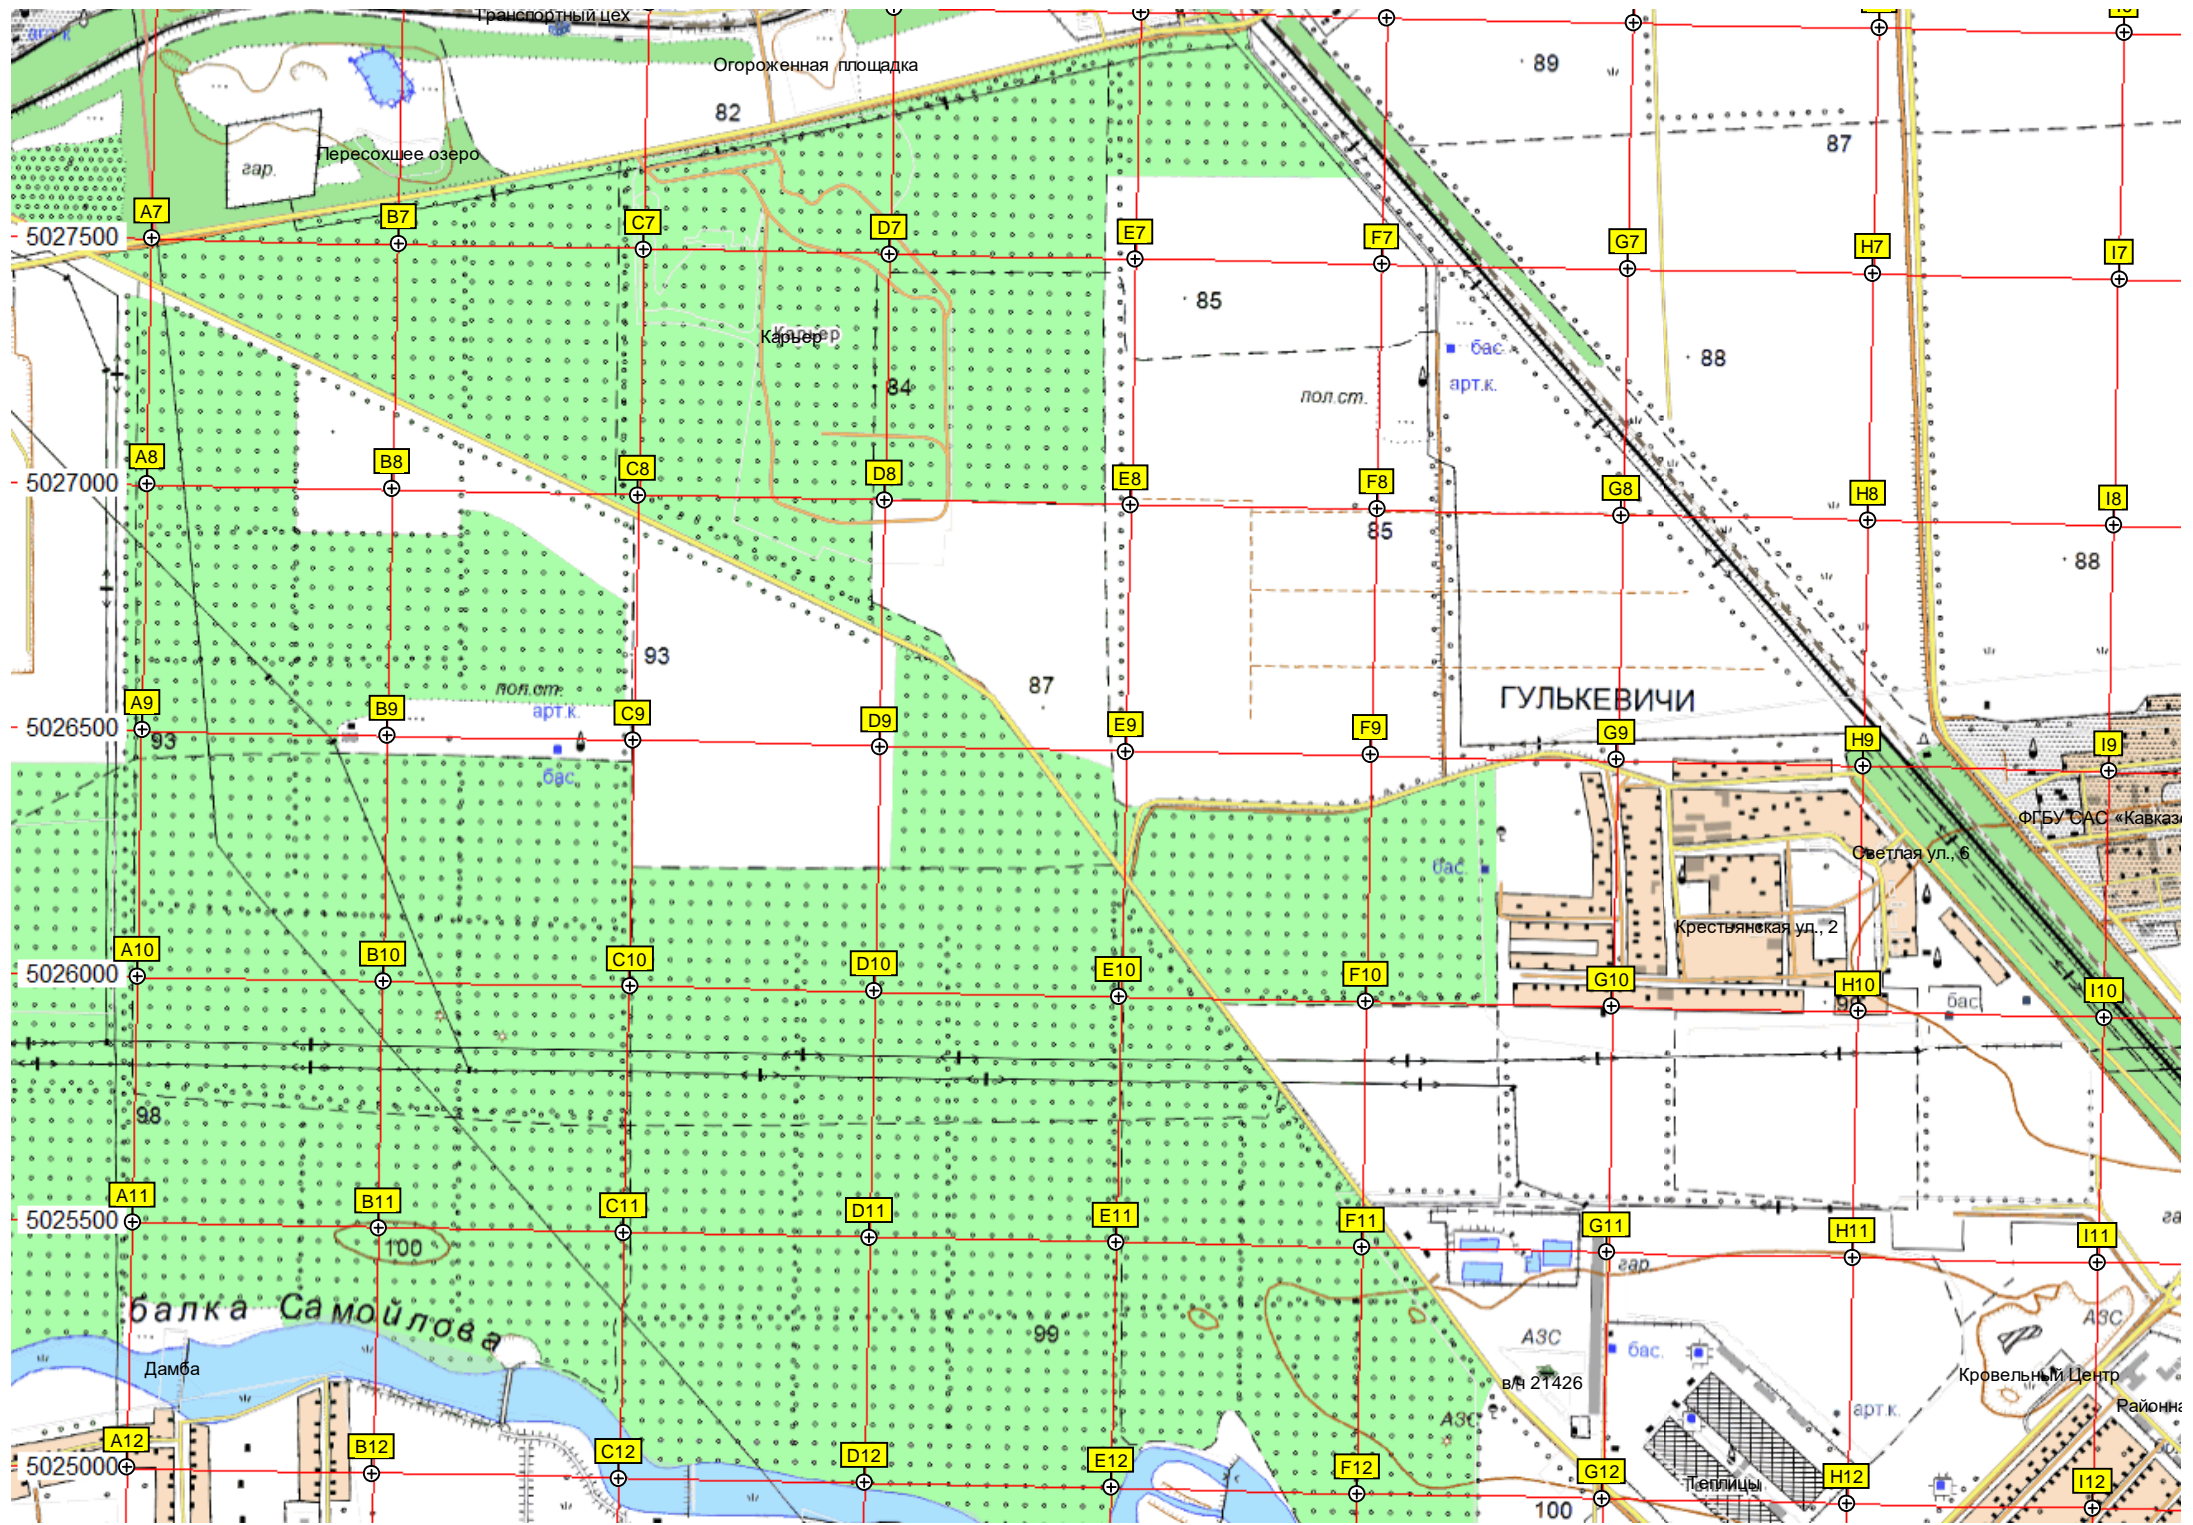 Транспортный цех
арт.к
Огороженная площадка
89
82
87
Пересохшее озеро
гар.
A7
B7
C7
D7
E7
F7
G7
H7
I7
5027500
85
Карьер
Карьер
бас.
88
84
арт.к.
пол.ст.
A8
B8
C8
D8
E8
F8
G8
H8
I8
5027000
85
88
93
87
пол.ст.
ГУЛЬКЕВИЧИ
арт.к.
A9
B9
C9
D9
E9
F9
G9
H9
I9
5026500
93
бас.
ФГБУ САС «Кавказ
Светлая ул., 6
бас.
Крестьянская ул., 2
A10
B10
C10
D10
E10
F10
G10
H10
I10
5026000
бас.
98
A11
B11
C11
D11
E11
F11
G11
H11
I11
5025500
100
гар
га
балка Самойлова
99
АЗС
АЗС
бас.
Дамба
в/ч 21426
Кровельный Центр
Районна
арт.к.
АЗС
A12
B12
C12
D12
E12
F12
G12
H12
I12
5025000
Теплицы
100